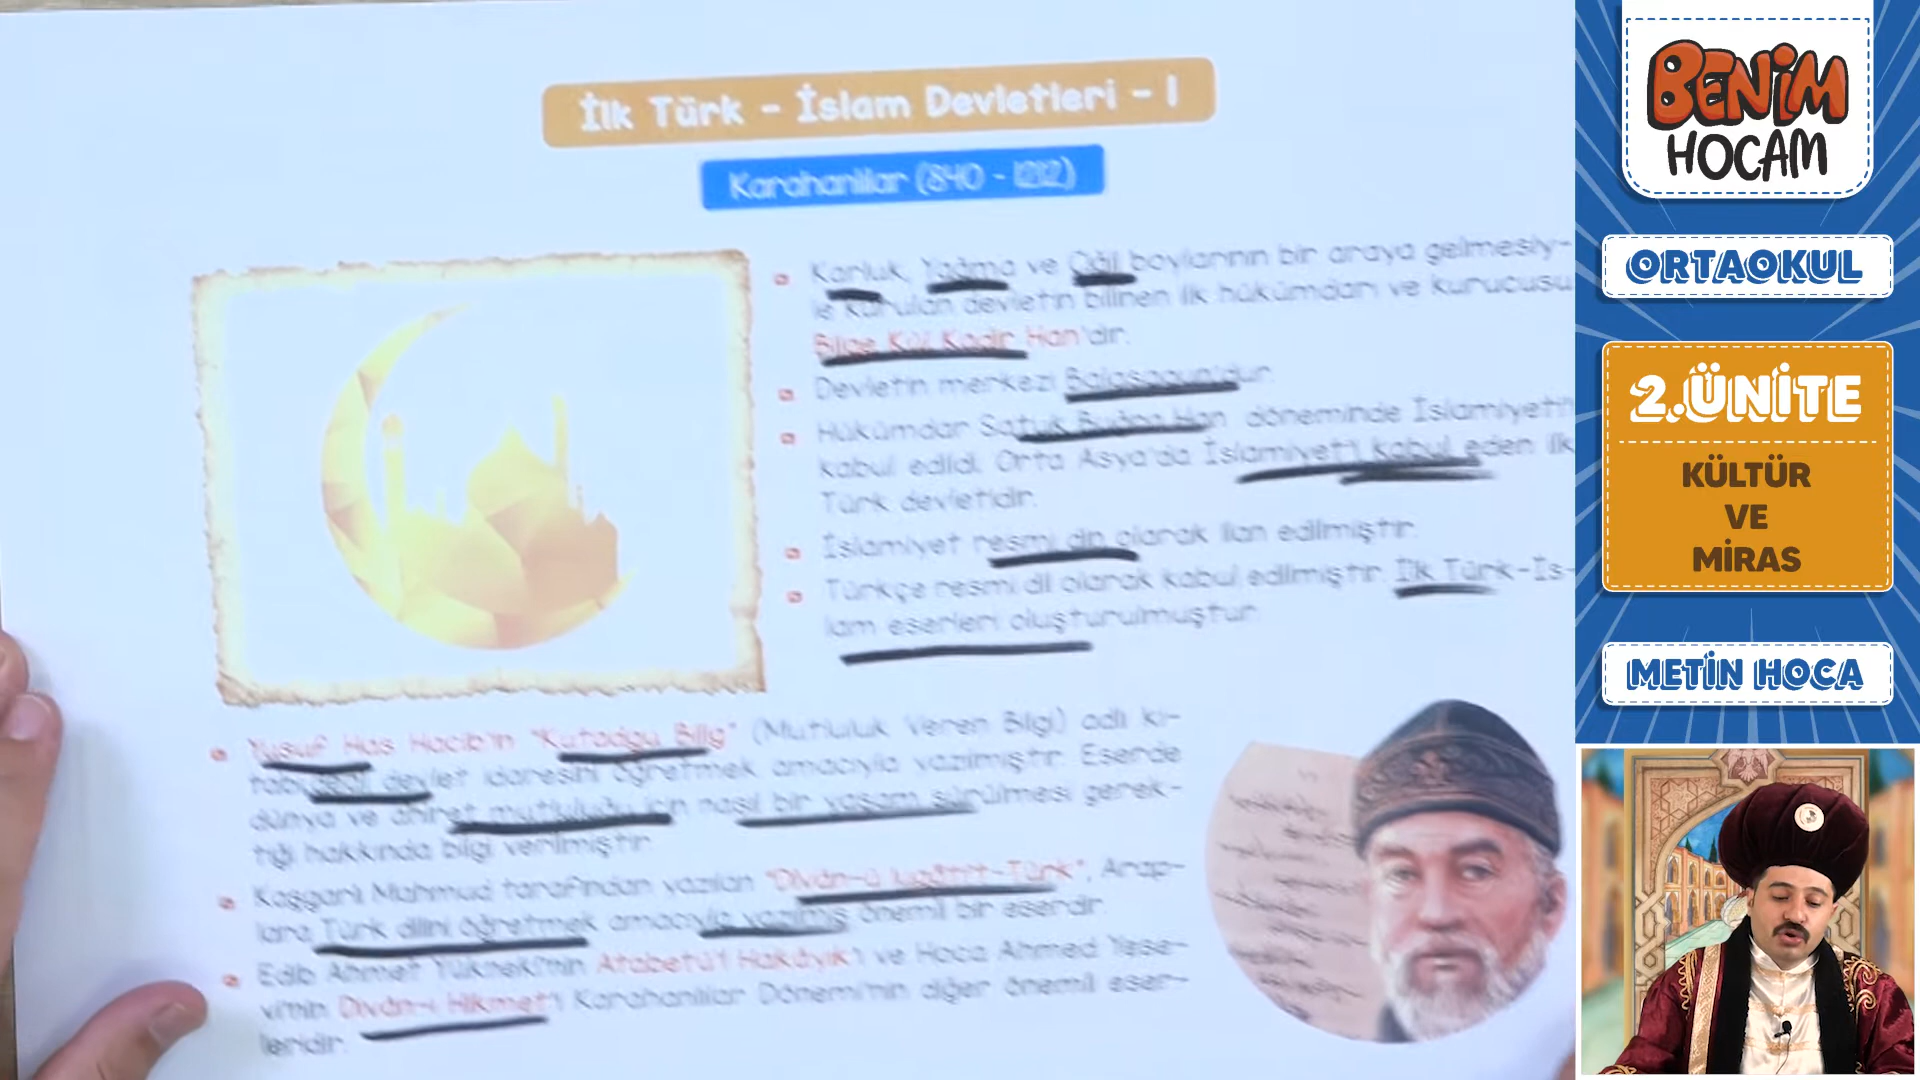 İlk Türk - İslam Devletleri - I
Karahanlılar (840 - 1212)
Karluk, Yağma ve Çiğil boylarının bir araya gelmesiy-
le kurulan devletin bilinen ilk hükümdarı ve kurucusu
Bilge Kül Kadir Han'dır.
Devletin merkezi Balasagun'dur.
Hükümdar Satuk Buğra Han döneminde İslamiyet'i
kabul edildi. Orta Asya'da İslamiyet'i kabul eden ilk
Türk devletidir.
İslamiyet resmi din olarak ilan edilmiştir.
Türkçe resmi dil olarak kabul edilmiştir. İlk Türk-İs-
lam eserleri oluşturulmuştur.
Yusuf Has Hacib'in "Kutadgu Bilig" (Mutluluk Veren Bilgi) adlı ki-
devlet idaresini öğretmek amacıyla yazılmıştır. Eserde
dünya ve ahiret mutluluğu için nasıl bir yaşam sürülmesi gerek-
tiği hakkında bilgi verilmiştir.
Kaşgarlı Mahmud tarafından yazılan "Divân-ü lugâti't-Türk", Arap-
lara Türk dilini öğretmek amacıyla yazılmış önemli bir eserdir.
Edib Ahmet Yükneki'nin Atabetü'l Hakâyık'ı ve Hoca Ahmed Yese-
vi'nin Divân-ı Hikmet'i Karahanlılar Dönemi'nin diğer önemli eser-
leridir.
BENİM
HOCAM
ORTAOKUL
2.ÜNİTE
KÜLTÜR
VE
MİRAS
METİN HOCA